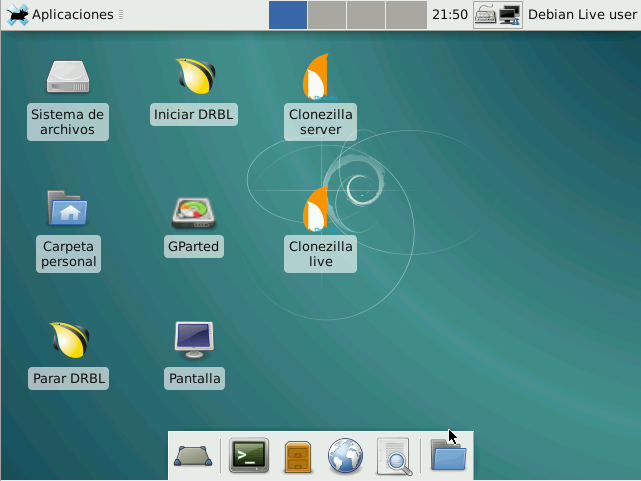 Aplicaciones
21:50
Debian Live user
Sistema de
archivos
Iniciar DRBL
Clonezilla
server
Carpeta
personal
GParted
Clonezilla
live
Parar DRBL
Pantalla
>_